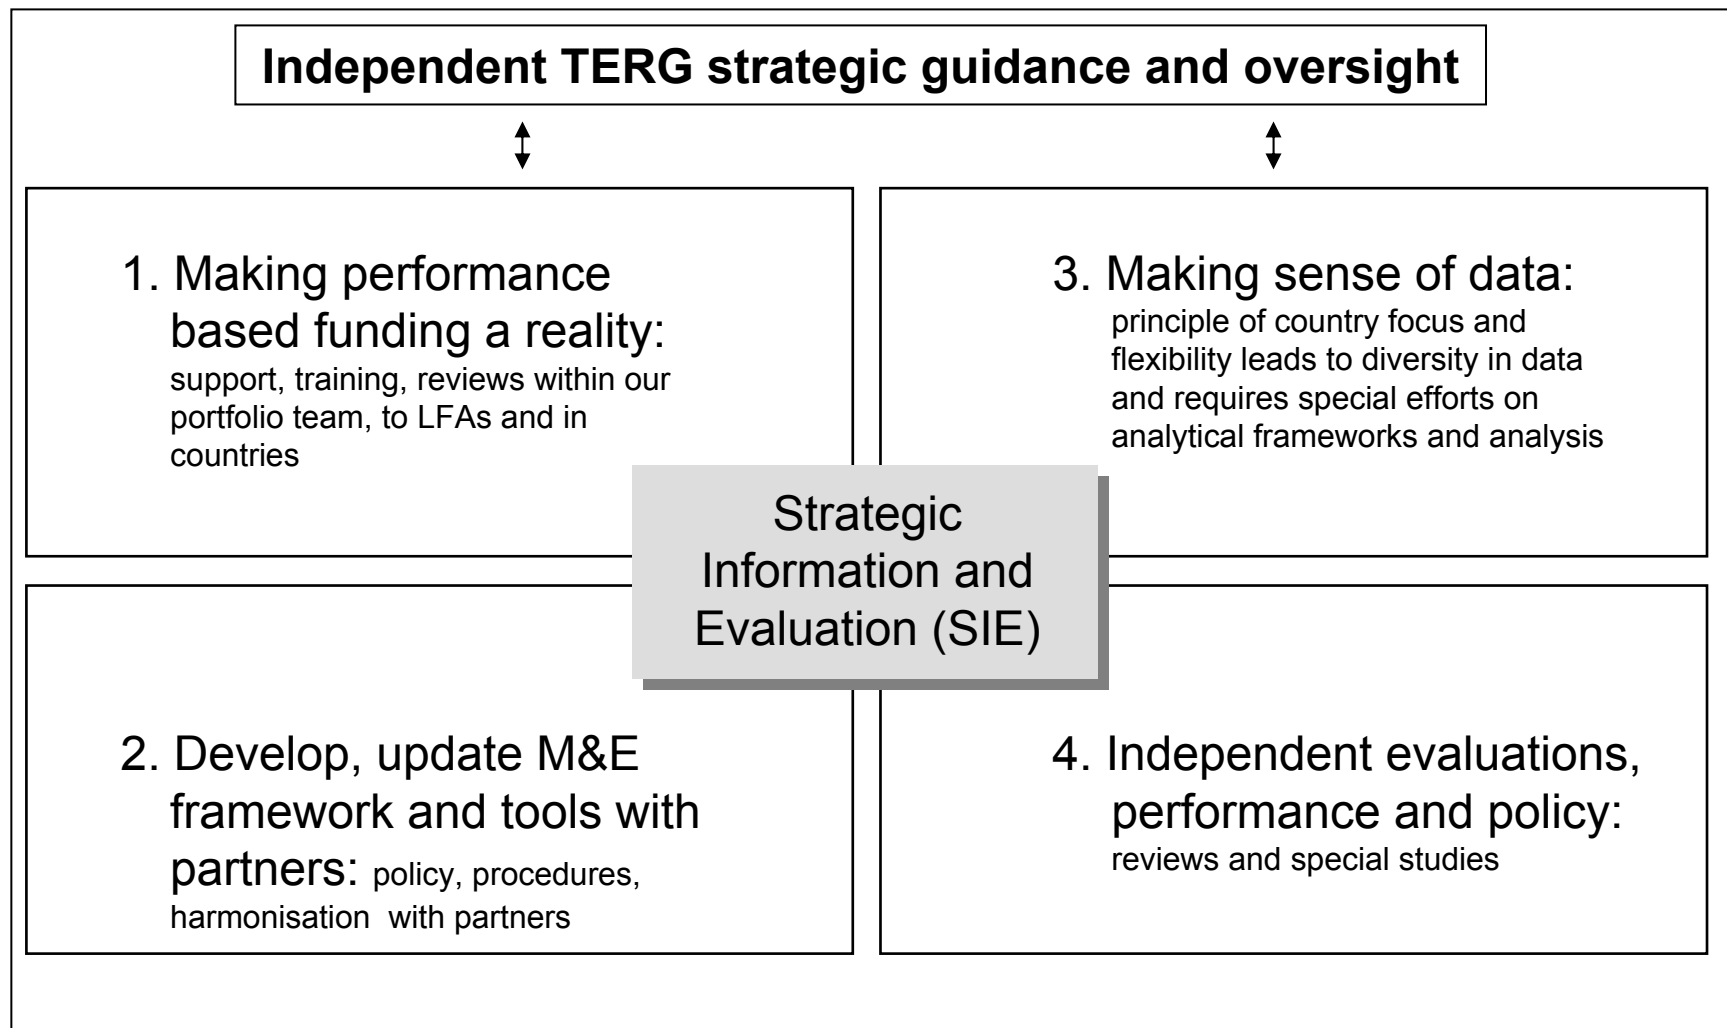 Independent TERG strategic guidance and oversight
1. Making performance
based funding a reality:
support, training, reviews within our
portfolio team, to LFAs and in
countries
3. Making sense of data:
principle of country focus and
flexibility leads to diversity in data
and requires special efforts on
analytical frameworks and analysis
Strategic
Information and
Evaluation (SIE)
2. Develop, update M&E
framework and tools with
partners: policy, procedures,
harmonisation with partners
4. Independent evaluations,
performance and policy:
reviews and special studies